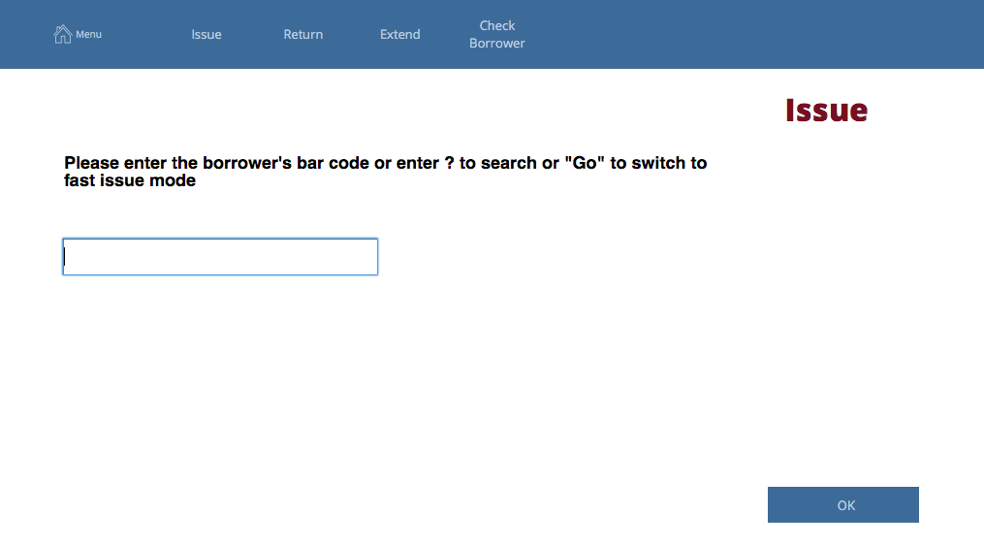 Menu
Issue
Return
Extend
Check
Borrower
Issue
Please enter the borrower's bar code or enter ? to search or "Go" to switch to
fast issue mode
OK